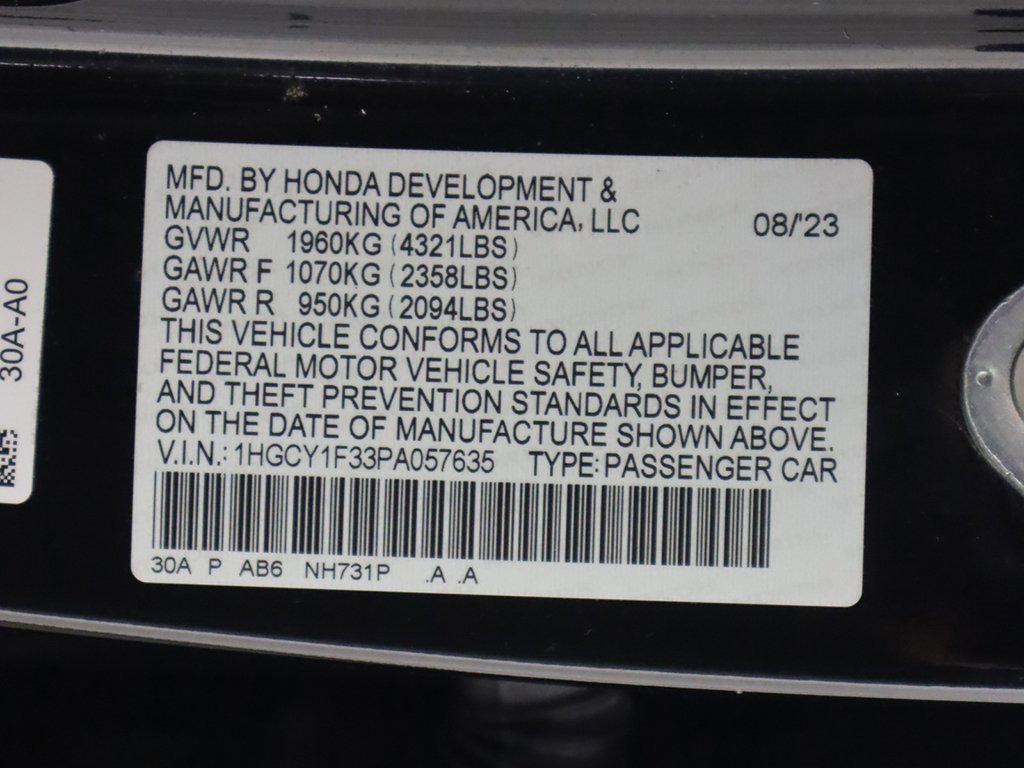 MFD. BY HONDA DEVELOPMENT &
MANUFACTURING OF AMERICA, LLC 08/'23
GVWR 1960KG (4321LBS)
GAWR F 1070KG (2358LBS)
GAWR R 950KG (2094LBS)
THIS VEHICLE CONFORMS TO ALL APPLICABLE
FEDERAL MOTOR VEHICLE SAFETY, BUMPER,
AND THEFT PREVENTION STANDARDS IN EFFECT
ON THE DATE OF MANUFACTURE SHOWN ABOVE.
V.I.N.: 1HGCY1F33PA057635 TYPE: PASSENGER CAR
30A P AB6 NH731P .A .A
30A-A0